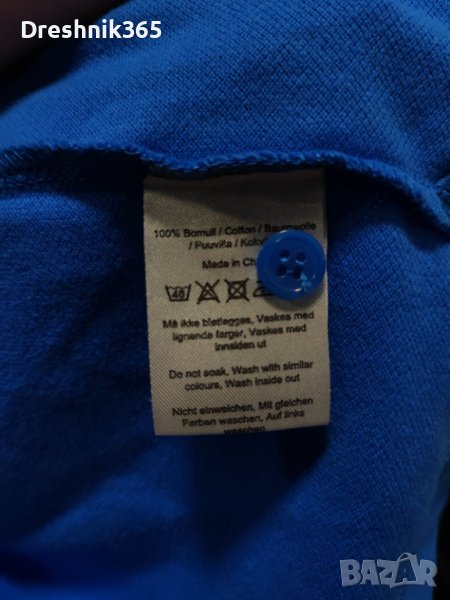 Dreshnik365
100% Bomull / Cotton / Baumwolle
/ Puuvilla /
Made in
40
Må ikke bløtlegges, Vaskes med
lignende farger, Vaskes med
innsiden ut
Do not soak, Wash with similar
colours, Wash inside out
Nicht einweichen, Mit gleichen
Farben waschen, Auf links
waschen
BAZAR